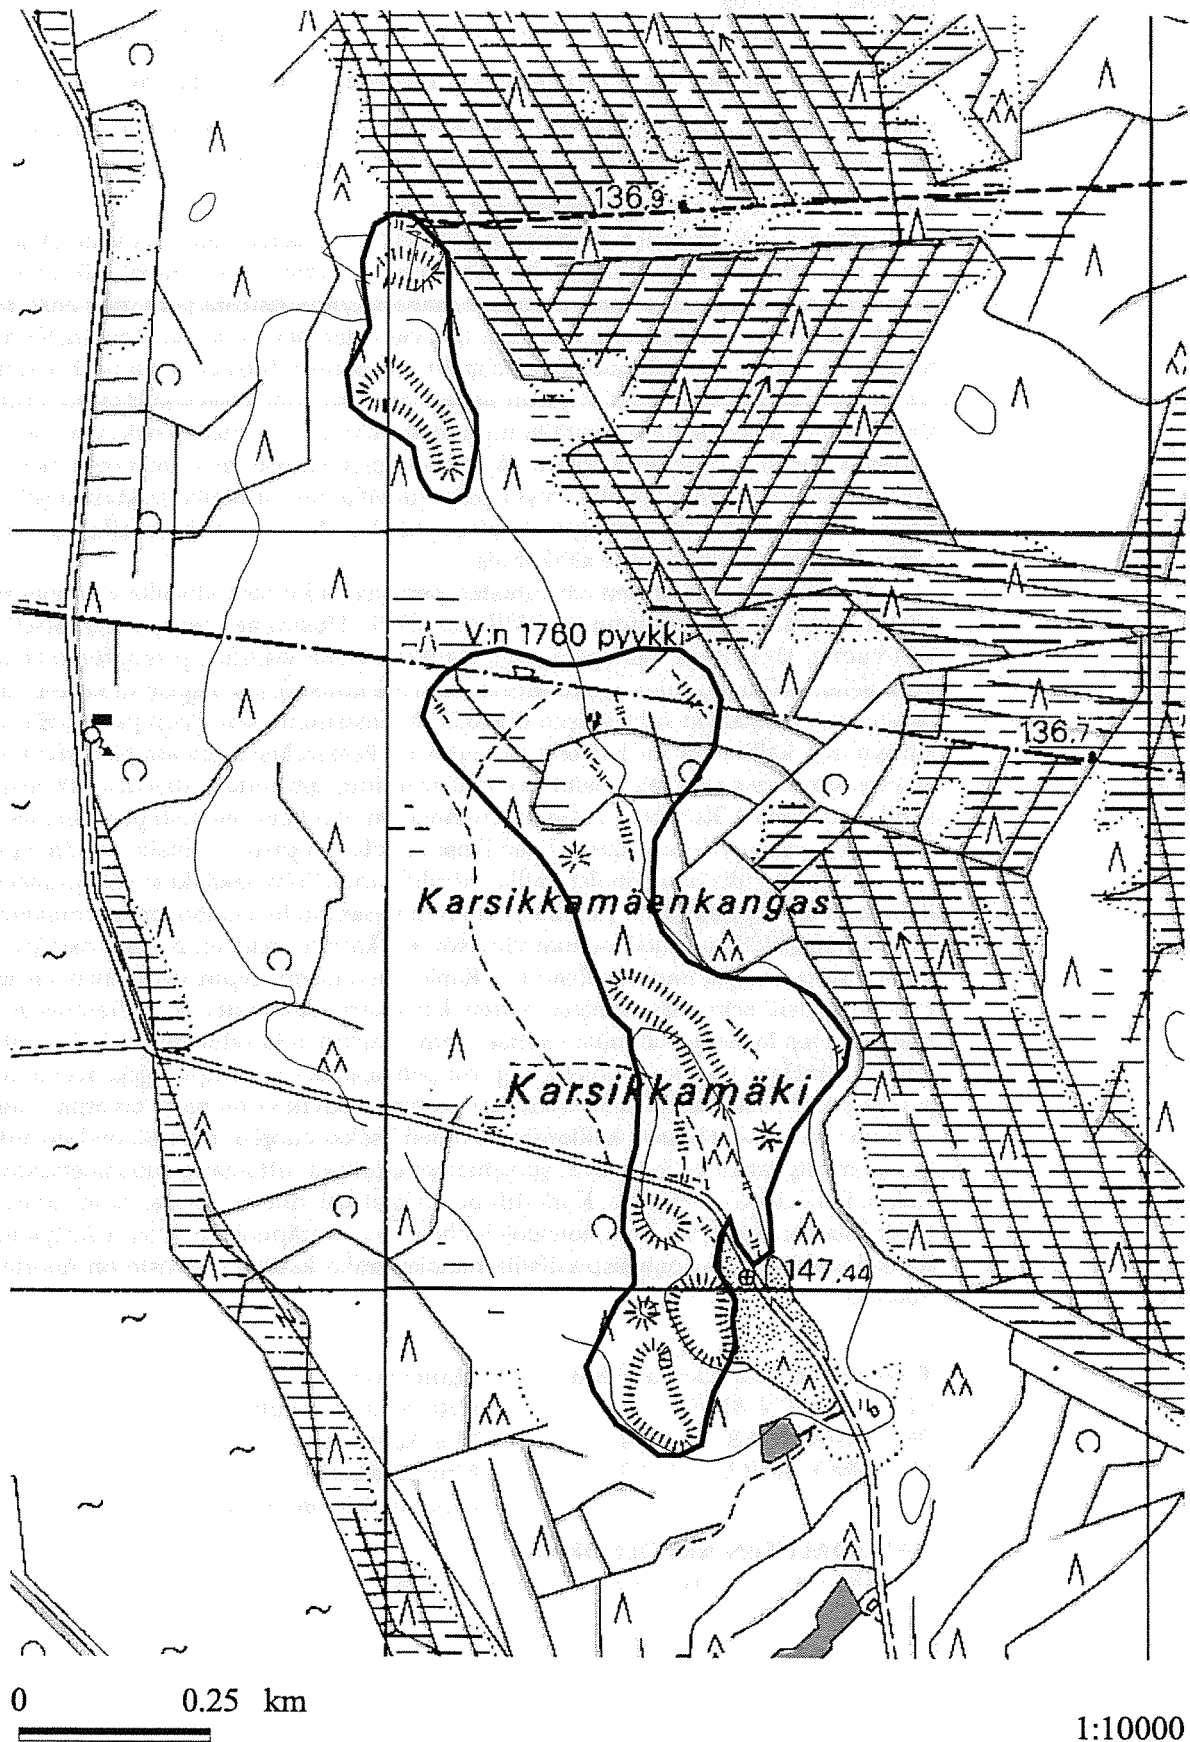 136.9
V:n 1760 pyykki
136.7
Karsikkamäenkangas
Karsikkamäki
147.44
0 0.25 km
1:10000